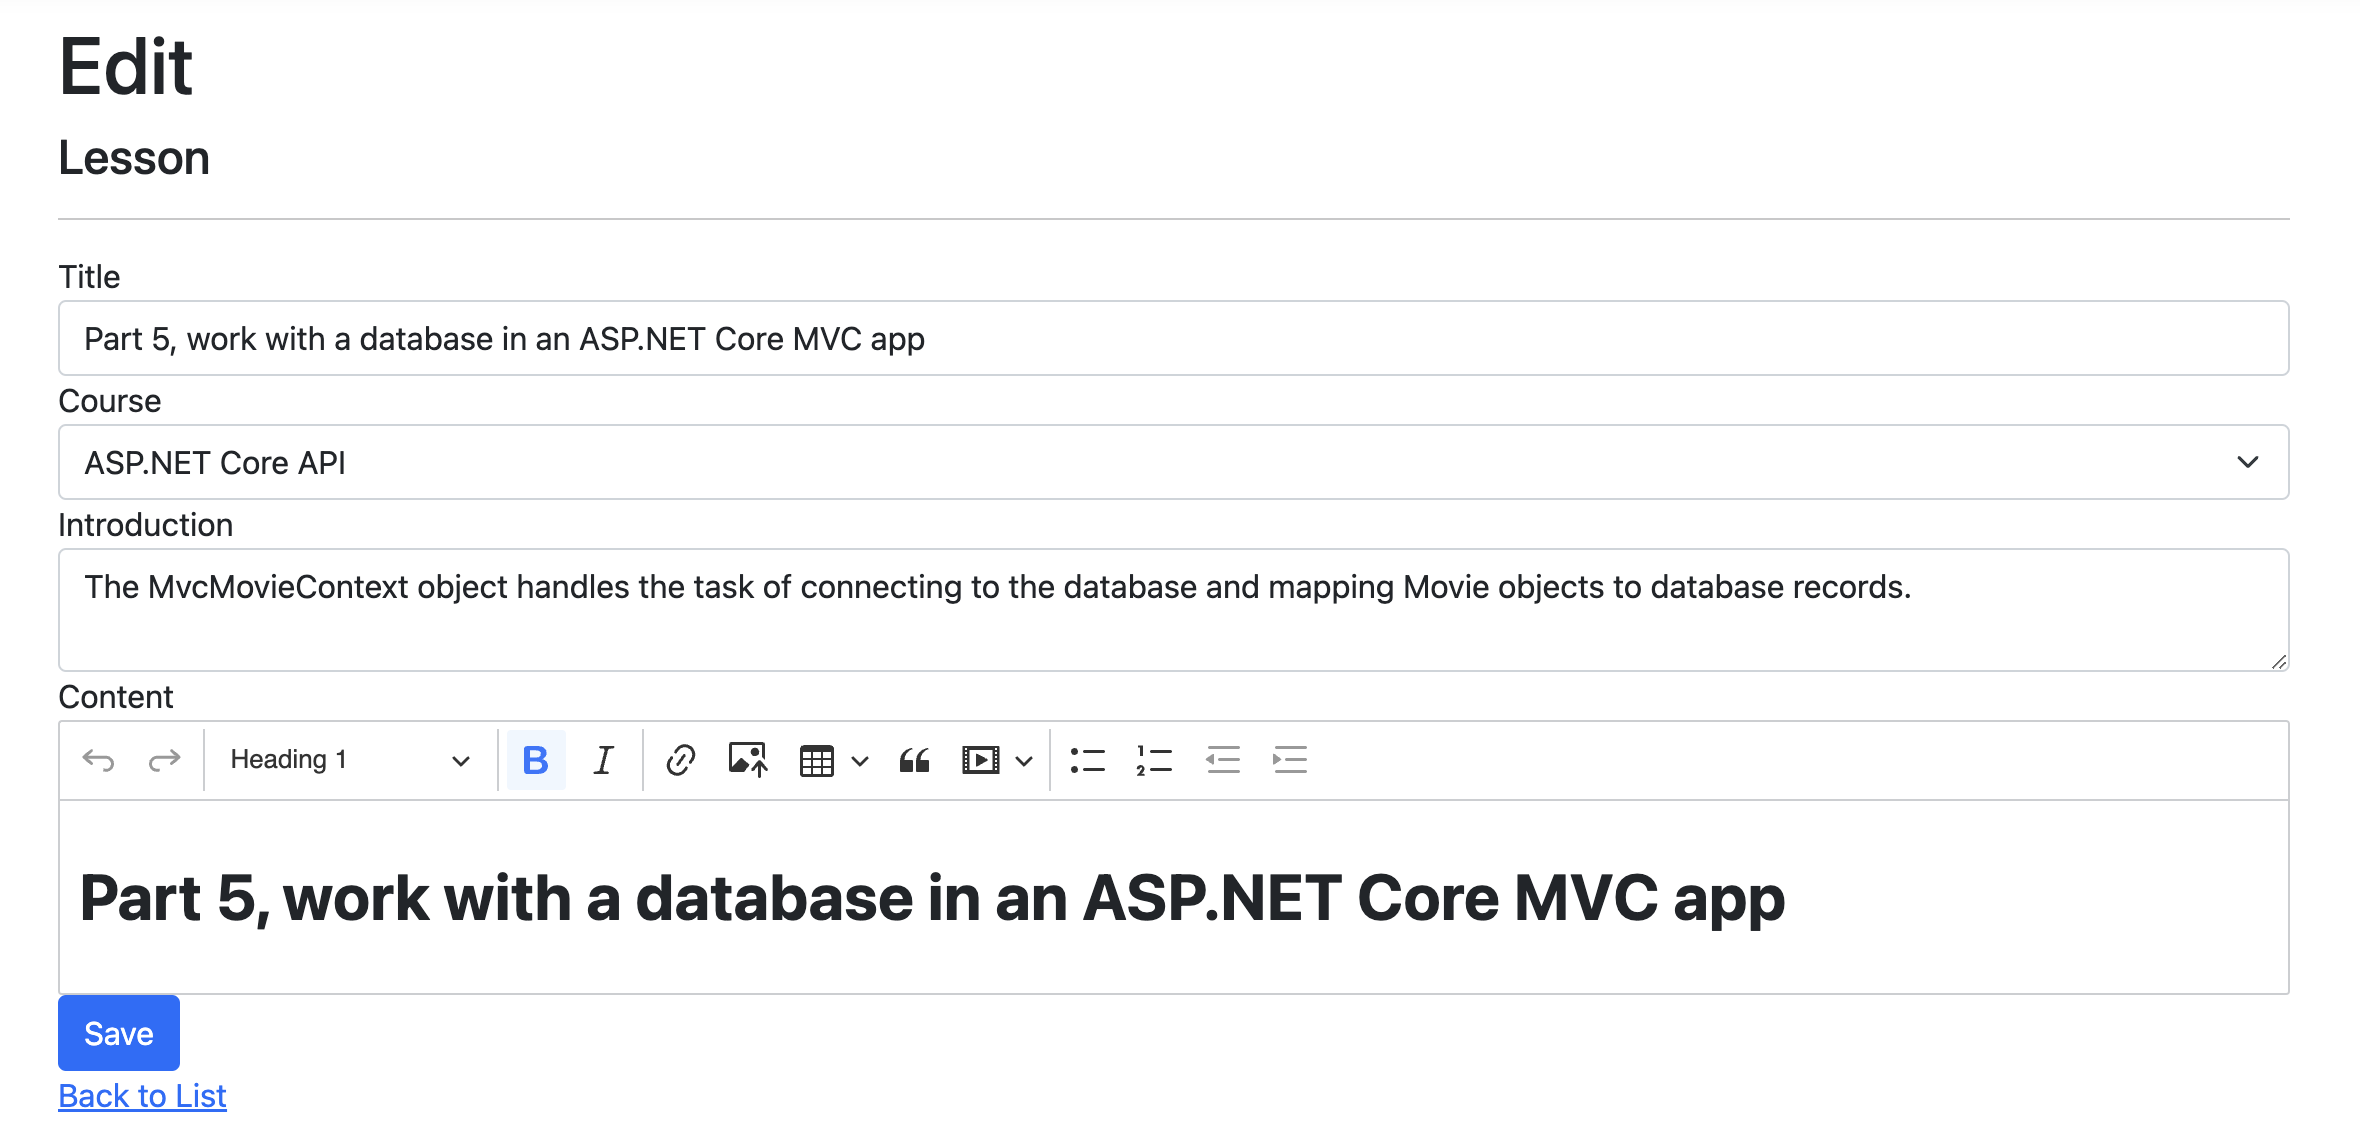 Edit
Lesson
Title
Part 5, work with a database in an ASP.NET Core MVC app
Course
ASP.NET Core API
Introduction
The MvcMovieContext object handles the task of connecting to the database and mapping Movie objects to database records.
Content
Heading 1 B I
Part 5, work with a database in an ASP.NET Core MVC app
Save
Back to List